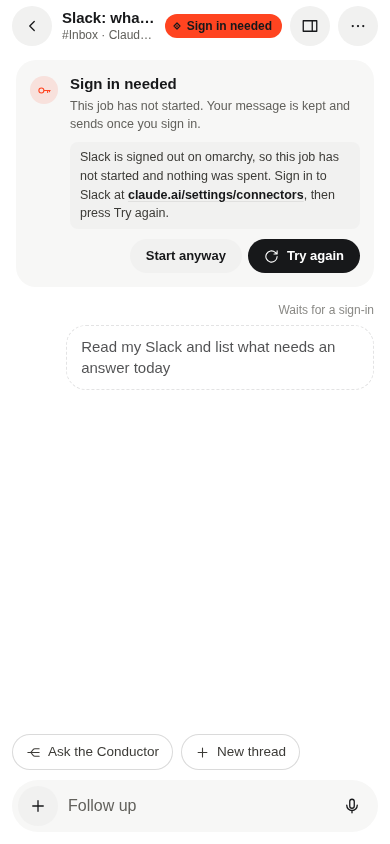 Slack: wha...
#Inbox · Claud...
Sign in needed
Sign in needed
This job has not started. Your message is kept and
sends once you sign in.
Slack is signed out on omarchy, so this job has
not started and nothing was sent. Sign in to
Slack at claude.ai/settings/connectors, then
press Try again.
Start anyway
Try again
Waits for a sign-in
Read my Slack and list what needs an
answer today
Ask the Conductor
New thread
Follow up